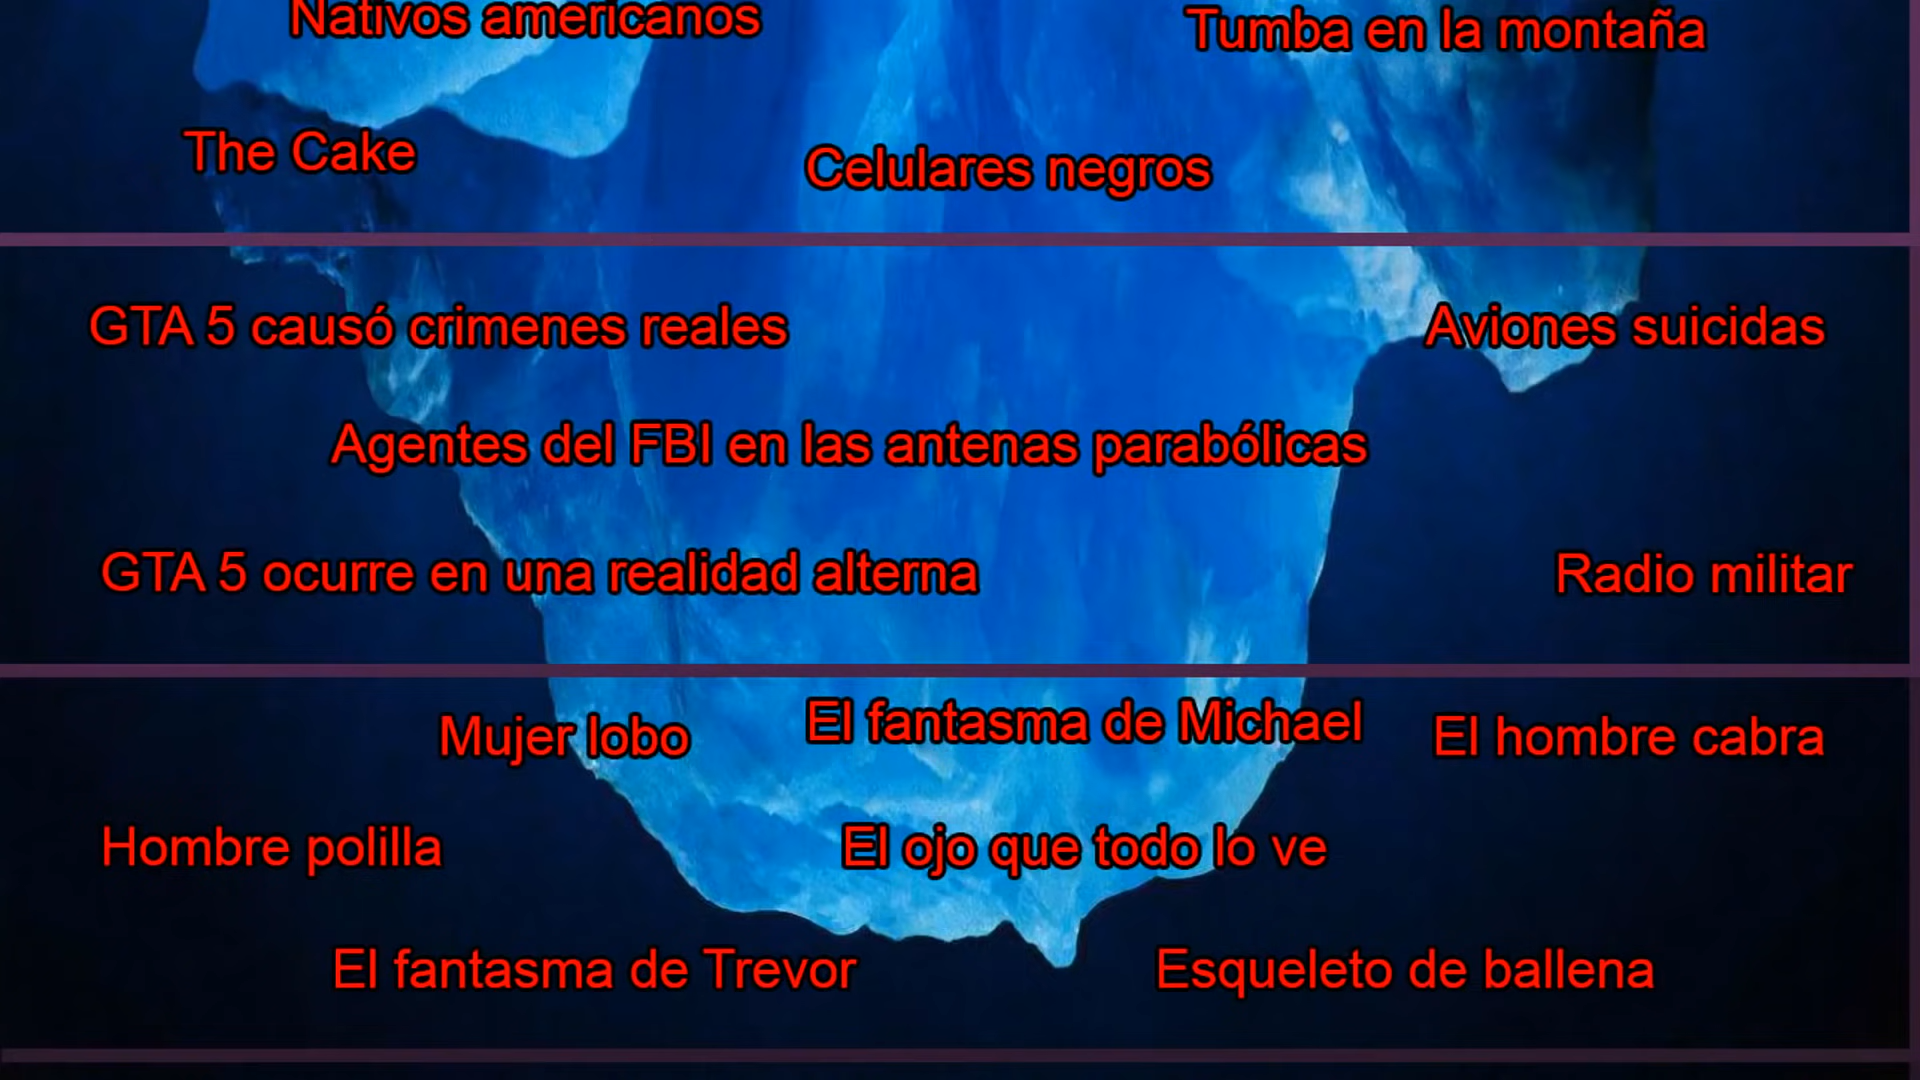 Nativos americanos
Tumba en la montaña
The Cake
Celulares negros
GTA 5 causó crimenes reales
Aviones suicidas
Agentes del FBI en las antenas parabólicas
GTA 5 ocurre en una realidad alterna
Radio militar
Mujer lobo
El fantasma de Michael
El hombre cabra
Hombre polilla
El ojo que todo lo ve
El fantasma de Trevor
Esqueleto de ballena